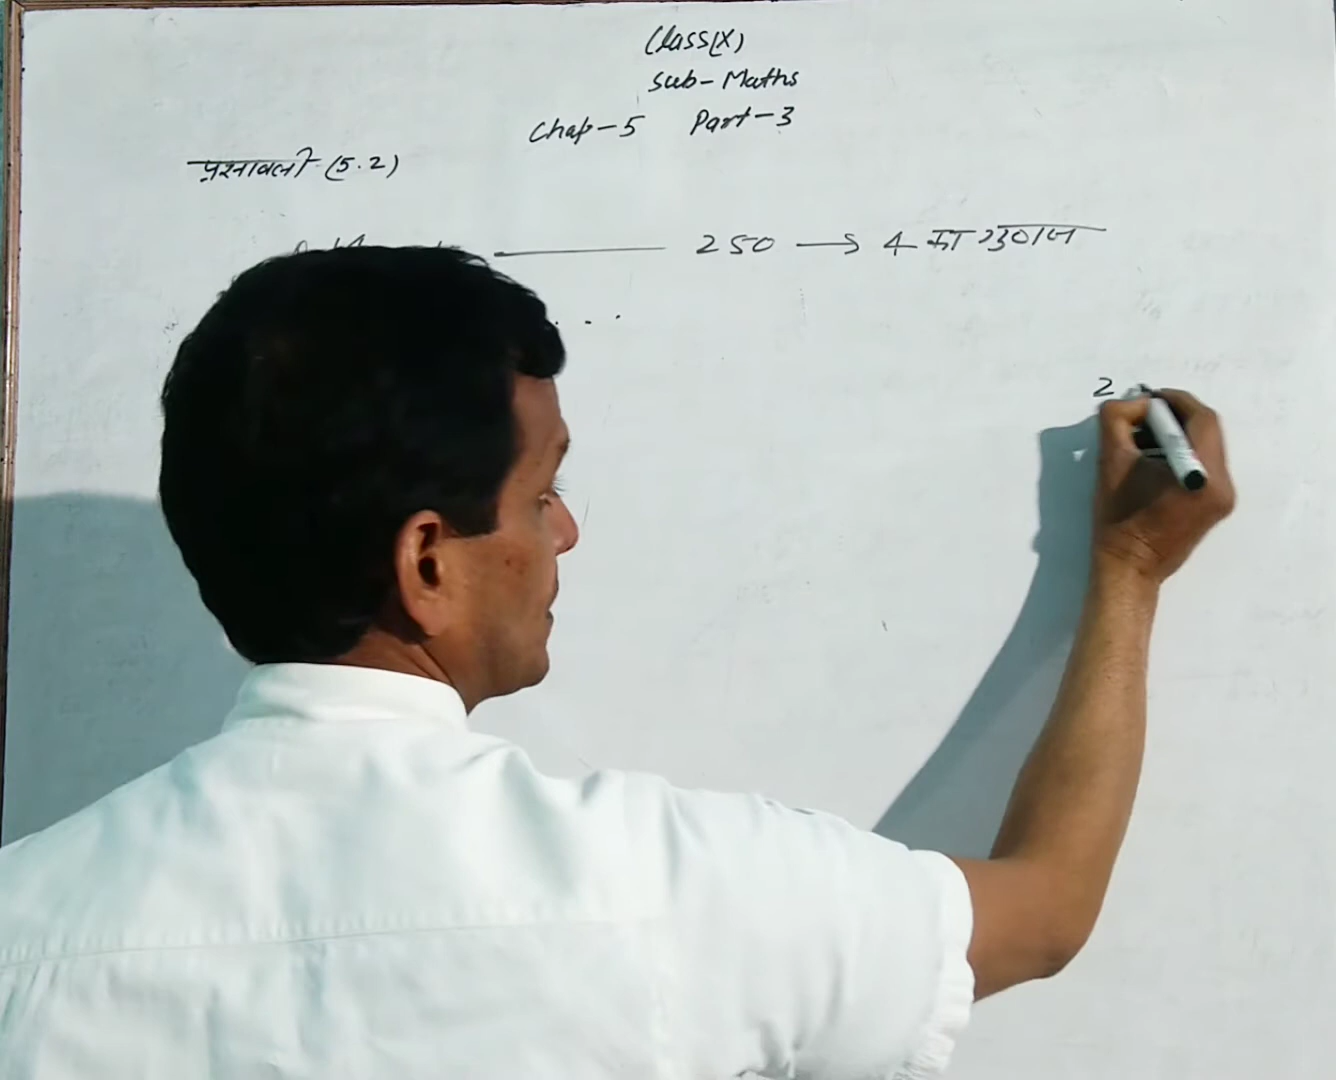 Class(X)
Sub-Maths
Chap-5 Part-3
प्रश्नावली (5.2)
250 → 4 का गुणज
2